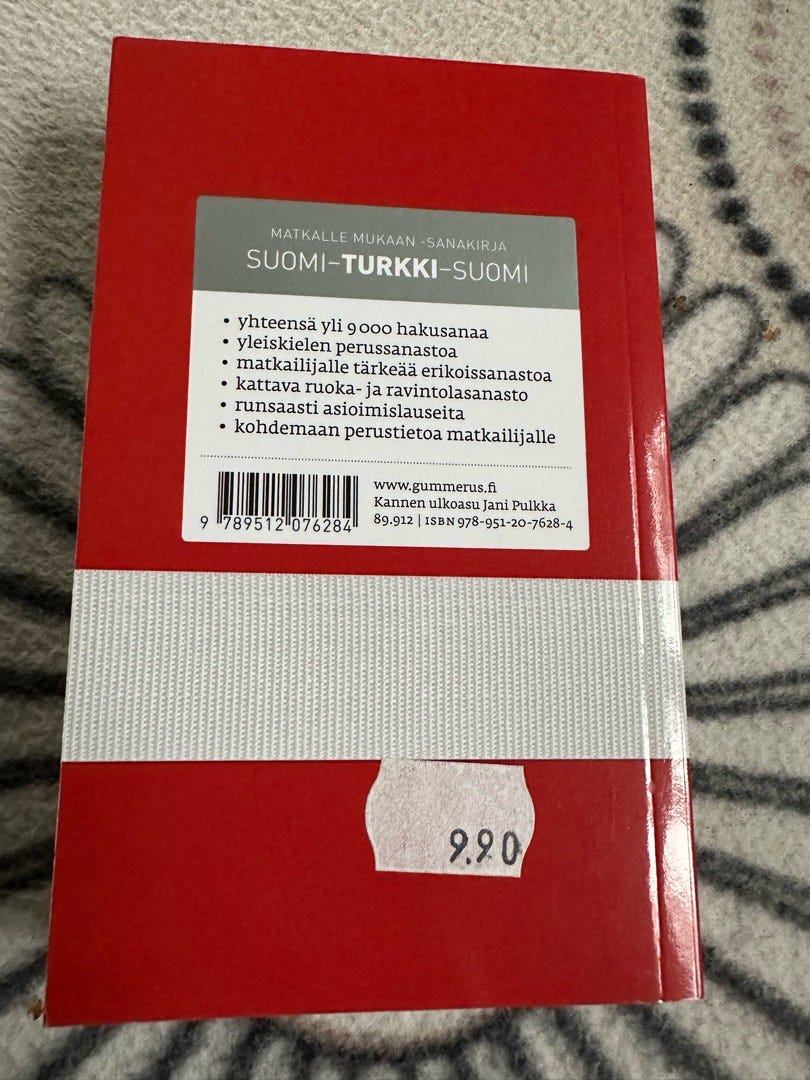 MATKALLE MUKAAN -SANAKIRJA
SUOMI–TURKKI–SUOMI
• yhteensä yli 9000 hakusanaa
• yleiskielen perussanastoa
• matkailijalle tärkeää erikoissanastoa
• kattava ruoka- ja ravintolasanasto
• runsaasti asioimislauseita
• kohdemaan perustietoa matkailijalle
www.gummerus.fi
Kannen ulkoasu Jani Pulkka
89.912 | ISBN 978-951-20-7628-4
9 789512 076284
9.90